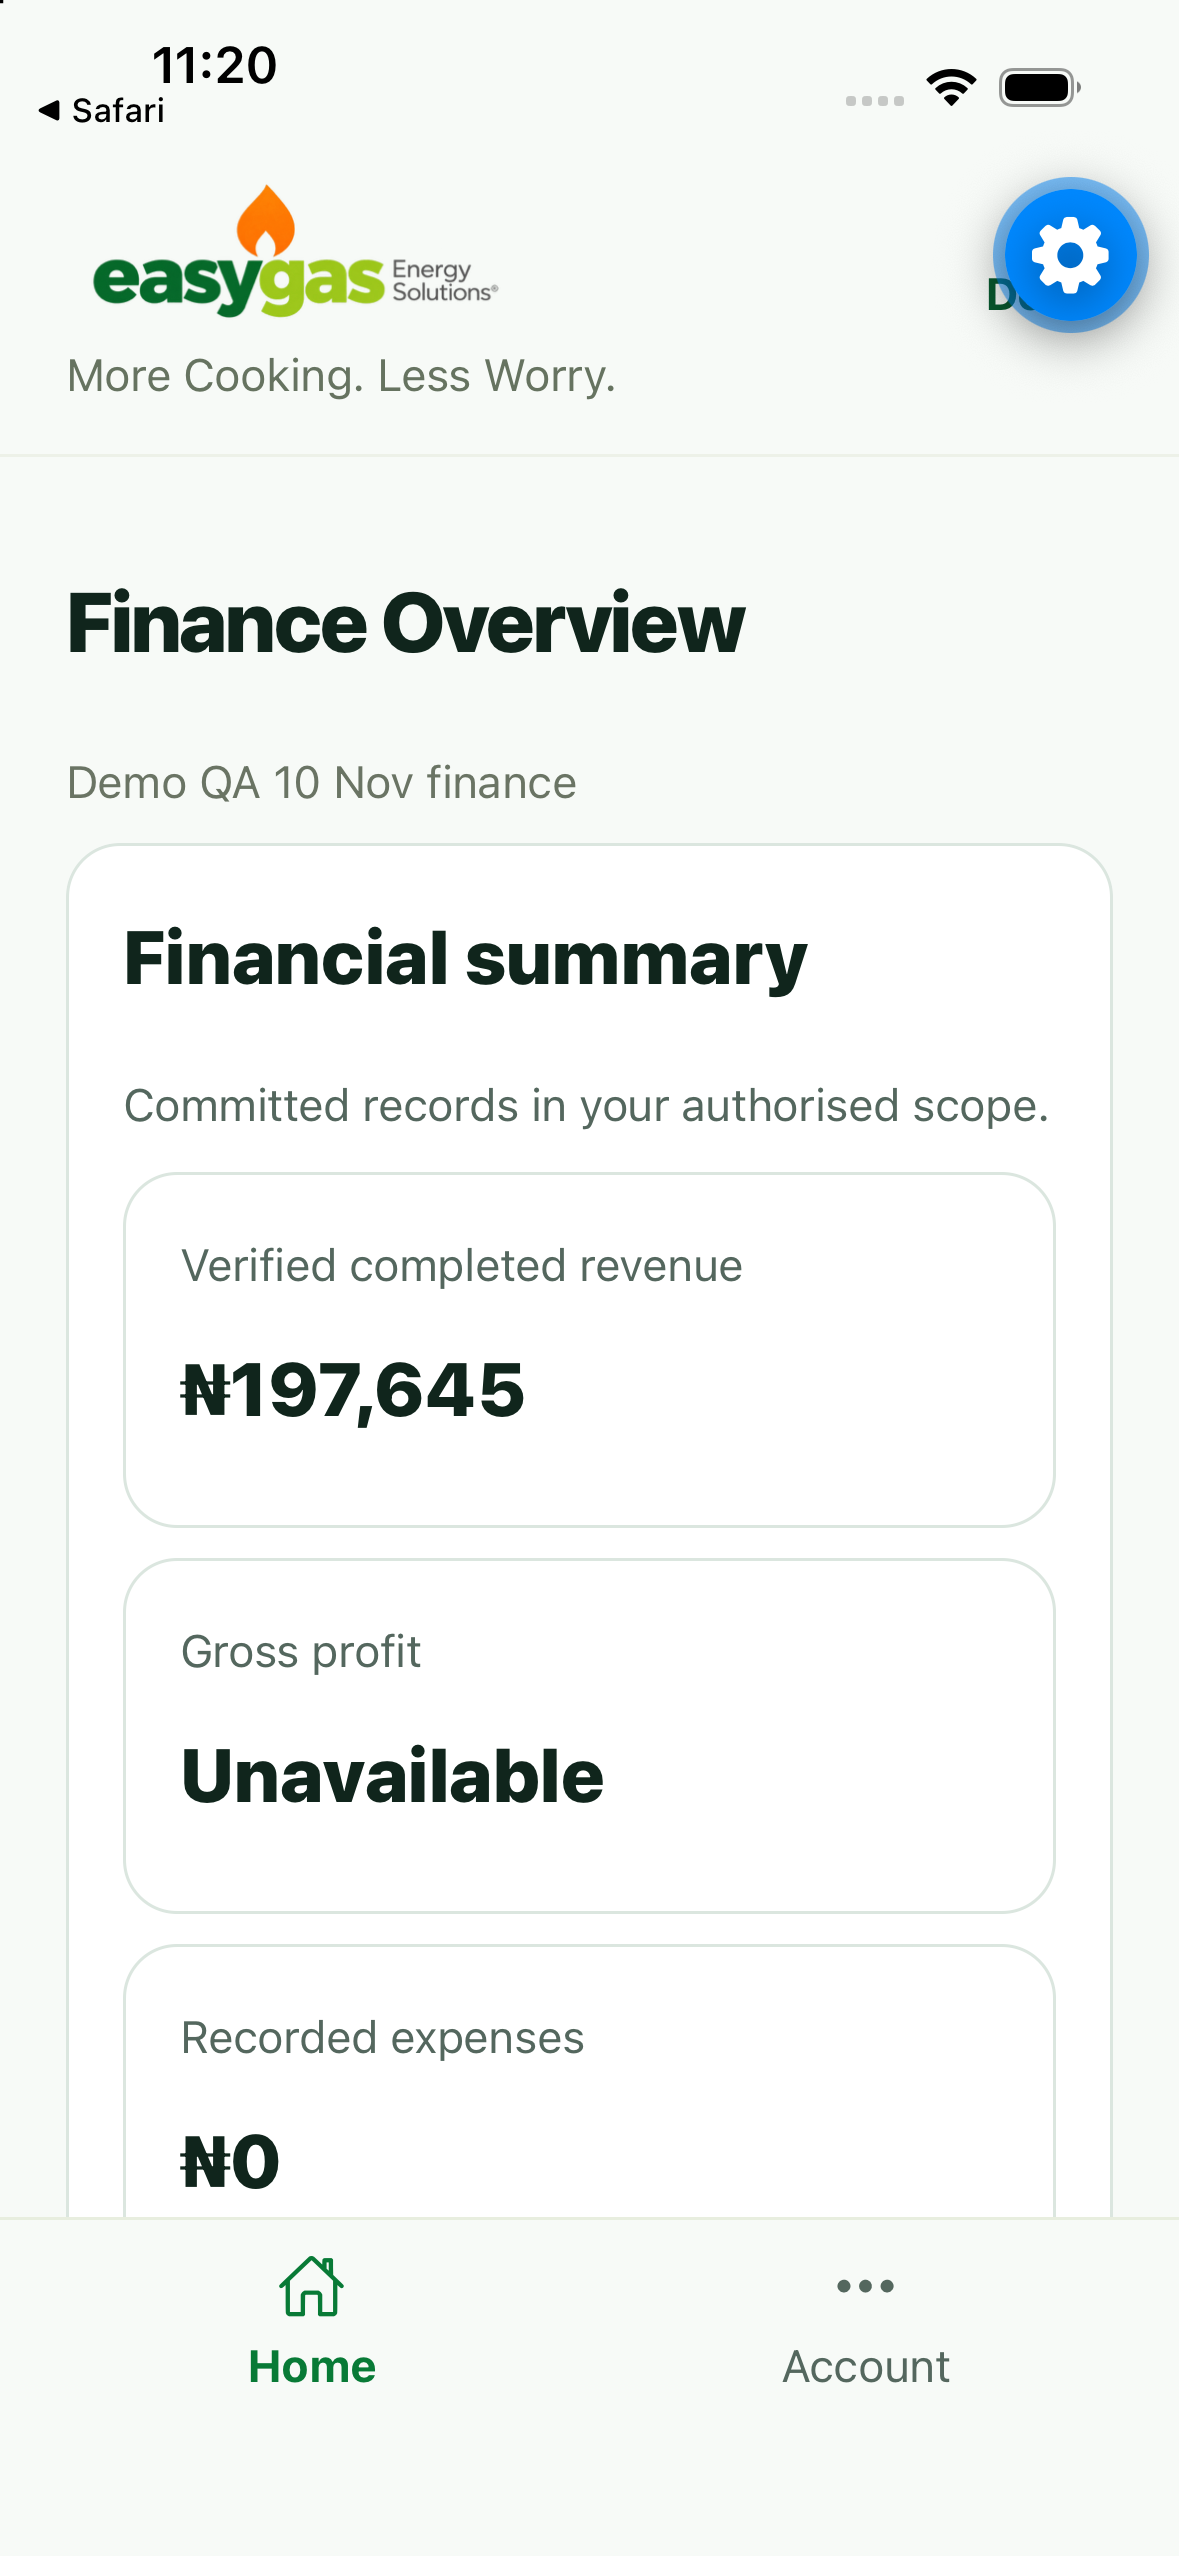 11:20
Safari
easygas Energy
Solutions®
More Cooking. Less Worry.
Finance Overview
Demo QA 10 Nov finance
Financial summary
Committed records in your authorised scope.
Verified completed revenue
₦197,645
Gross profit
Unavailable
Recorded expenses
₦0
Home
Account